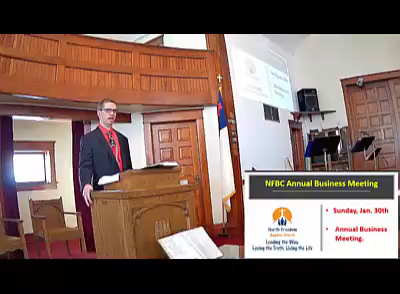 NFBC Annual Business Meeting
North Freedom
Baptist Church
Leading the Way,
Loving the Truth, Living the Life
• Sunday, Jan. 30th
• Annual Business
Meeting.